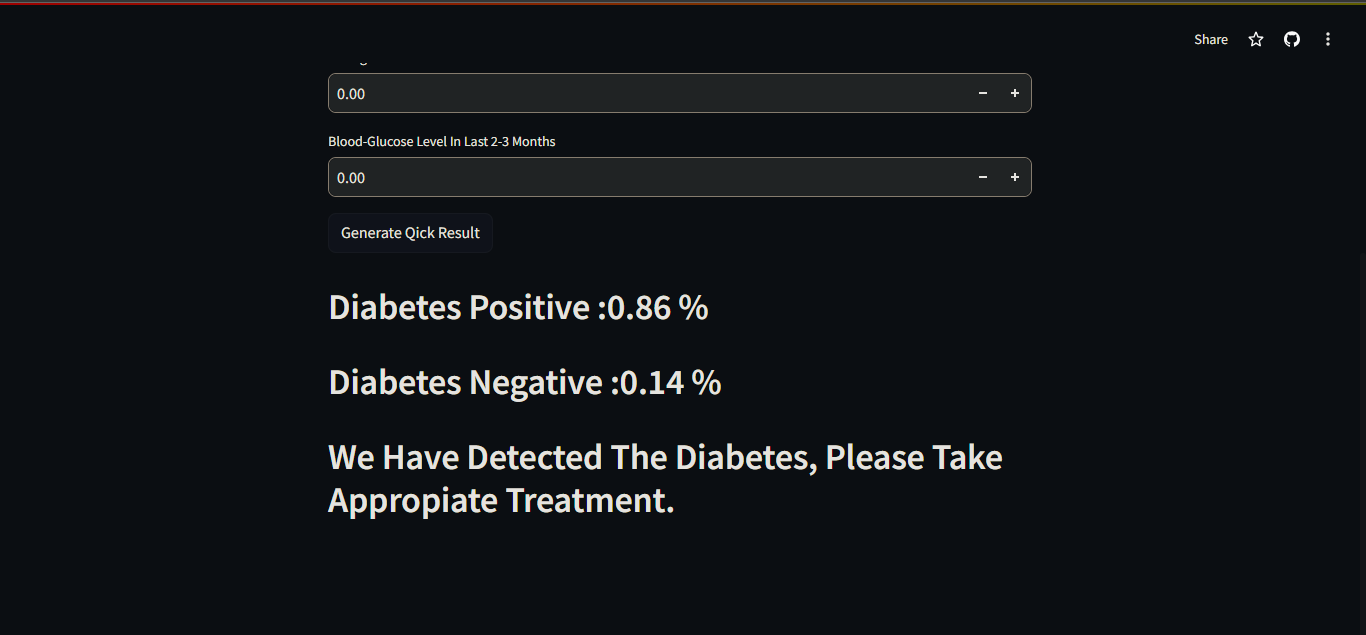 Share
0.00
Blood-Glucose Level In Last 2-3 Months
0.00
Generate Qick Result
Diabetes Positive :0.86 %
Diabetes Negative :0.14 %
We Have Detected The Diabetes, Please Take
Appropiate Treatment.